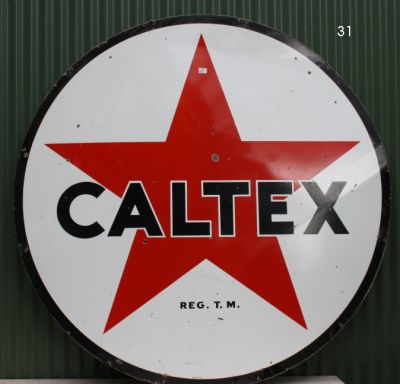 31
CALTEX
REG. T. M.